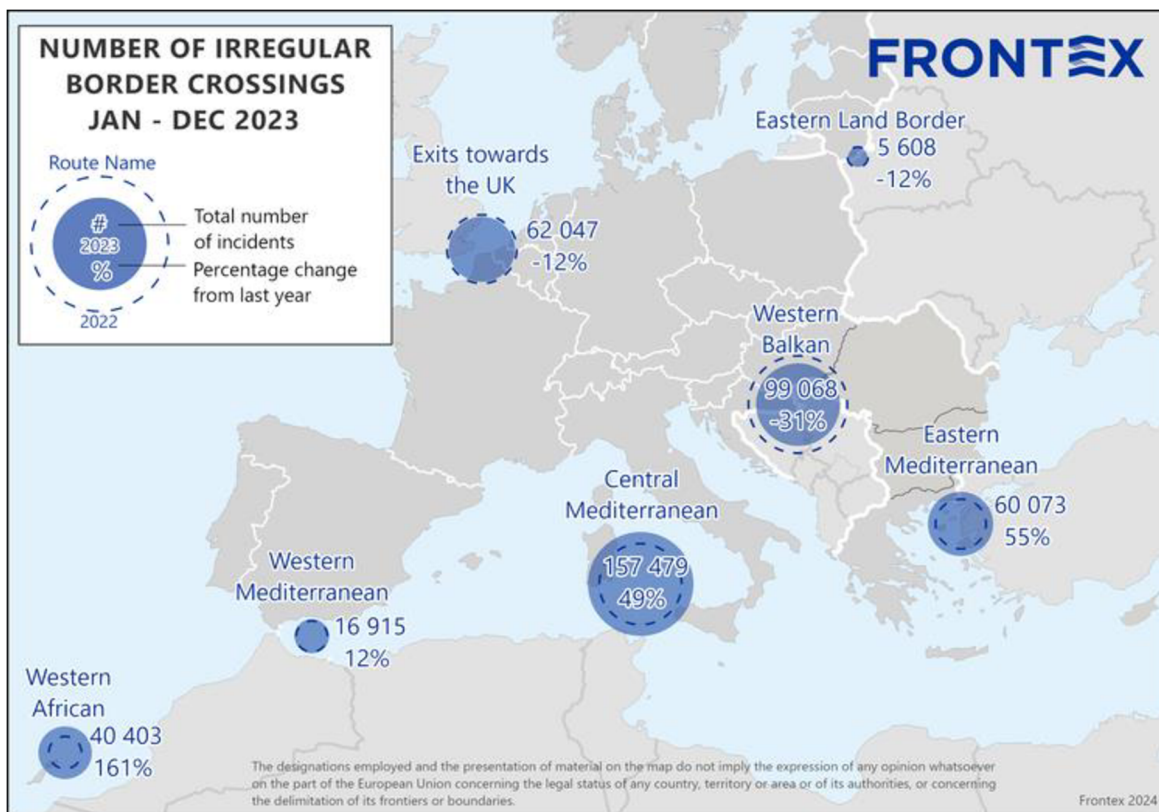 NUMBER OF IRREGULAR
BORDER CROSSINGS
JAN - DEC 2023
Route Name
#
2023
%
Total number
of incidents
Percentage change
from last year
2022
FRONTEX
Eastern Land Border
5 608
-12%
Exits towards
the UK
62 047
-12%
Western
Balkan
99 068
-31%
Eastern
Mediterranean
60 073
55%
Central
Mediterranean
157 479
49%
Western
Mediterranean
16 915
12%
Western
African
40 403
161%
The designations employed and the presentation of material on the map do not imply the expression of any opinion whatsoever
on the part of the European Union concerning the legal status of any country, territory or area or of its authorities, or concerning
the delimitation of its frontiers or boundaries.
Frontex 2024